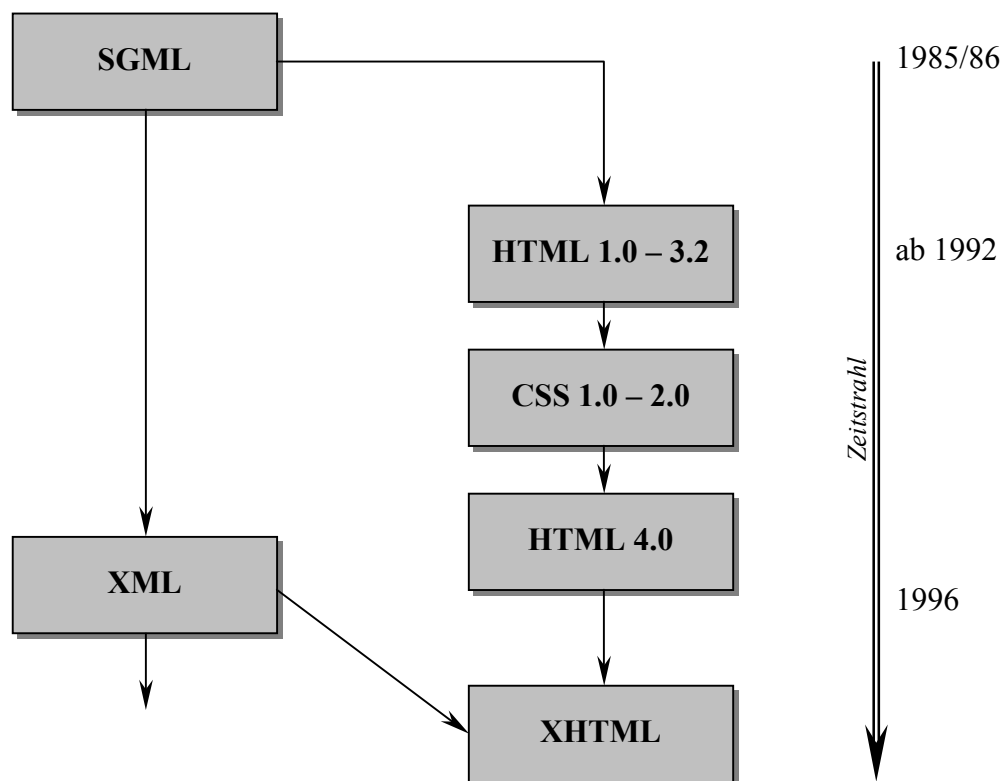 SGML
1985/86
HTML 1.0 – 3.2
ab 1992
CSS 1.0 – 2.0
Zeitstrahl
HTML 4.0
XML
1996
XHTML